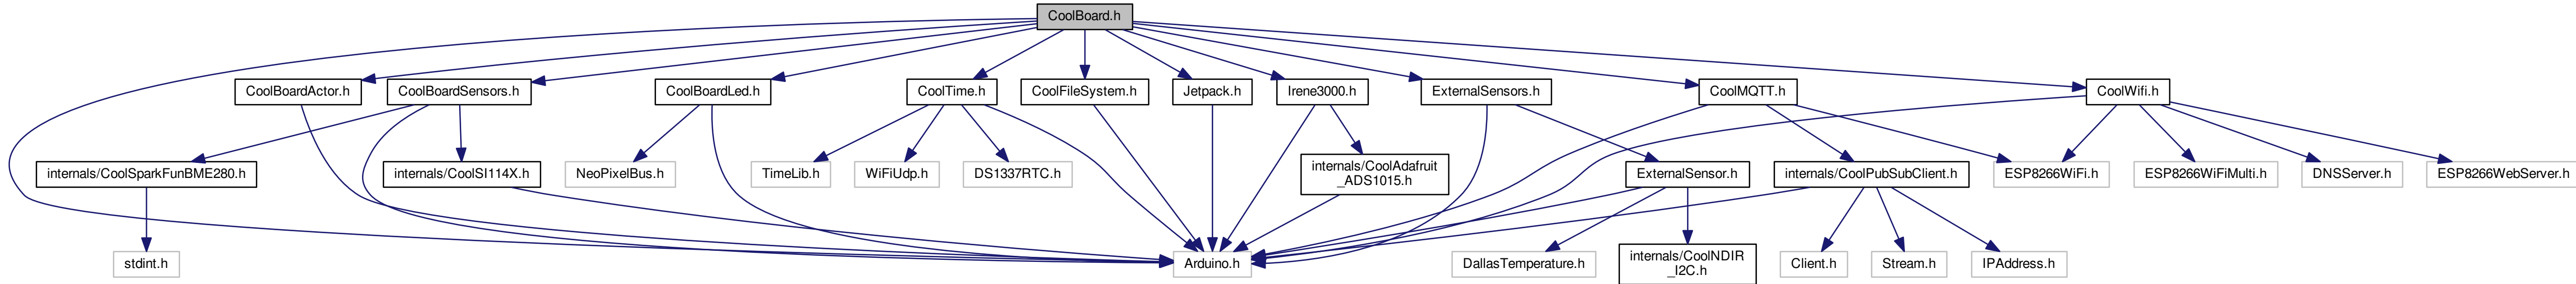 CoolBoard.h
CoolBoardActor.h
CoolBoardSensors.h
CoolBoardLed.h
CoolTime.h
CoolFileSystem.h
Jetpack.h
Irene3000.h
ExternalSensors.h
CoolMQTT.h
CoolWifi.h
internals/CoolSparkFunBME280.h
internals/CoolSI114X.h
NeoPixelBus.h
TimeLib.h
WiFiUdp.h
DS1337RTC.h
internals/CoolAdafruit
_ADS1015.h
ExternalSensor.h
internals/CoolPubSubClient.h
ESP8266WiFi.h
ESP8266WiFiMulti.h
DNSServer.h
ESP8266WebServer.h
stdint.h
Arduino.h
DallasTemperature.h
internals/CoolNDIR
_I2C.h
Client.h
Stream.h
IPAddress.h